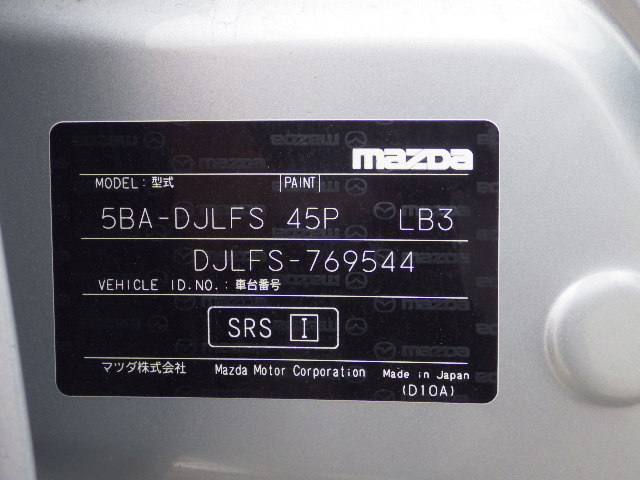 mazda
MODEL: 型式 PAINT
5BA-DJLFS 45P LB3
DJLFS-769544
VEHICLE ID.NO.: 車台番号
SRS I
マツダ株式会社 Mazda Motor Corporation Made in Japan
(D10A)